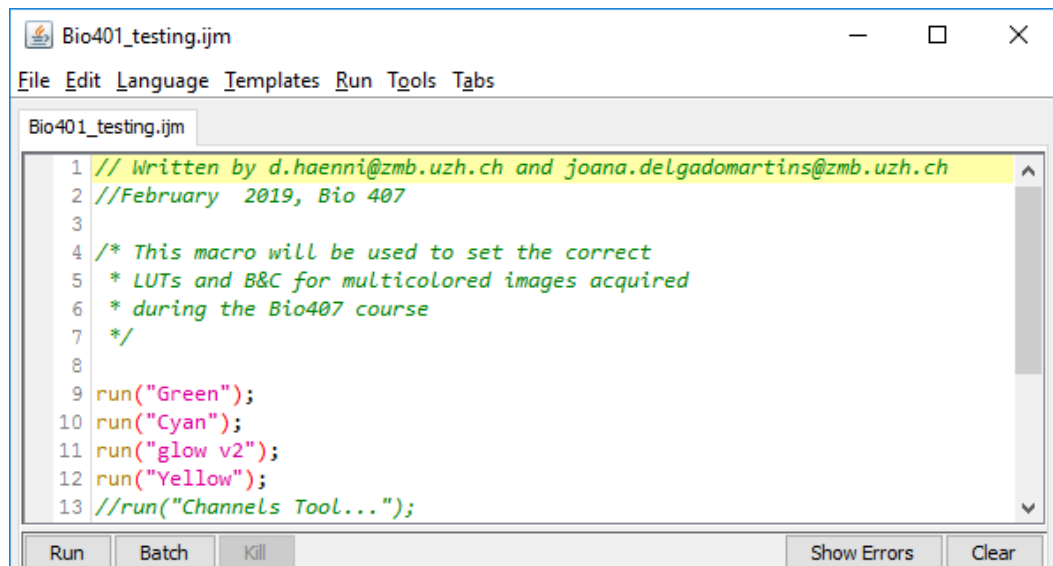 Bio401_testing.ijm
File Edit Language Templates Run Tools Tabs
Bio401_testing.ijm
1 // Written by d.haenni@zmb.uzh.ch and joana.delgadomartins@zmb.uzh.ch
2 //February  2019, Bio 407
3
4 /* This macro will be used to set the correct
5  * LUTs and B&C for multicolored images acquired
6  * during the Bio407 course
7  */
8
9 run("Green");
10 run("Cyan");
11 run("glow v2");
12 run("Yellow");
13 //run("Channels Tool...");
Run Batch Kill Show Errors Clear